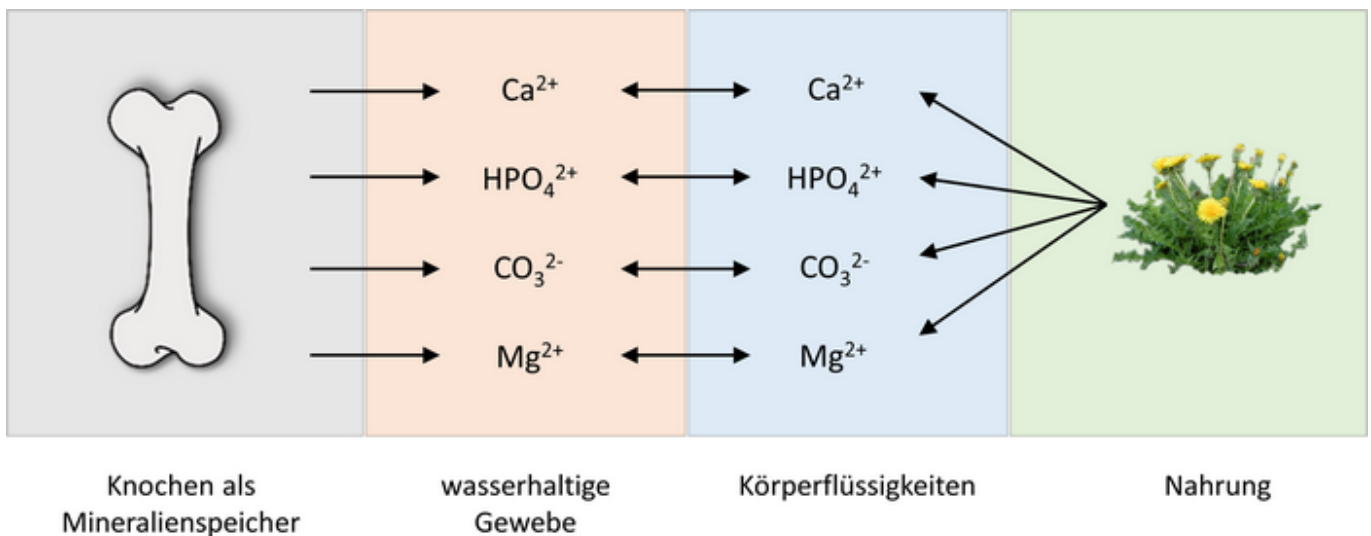 Ca²⁺ Ca²⁺
HPO₄²⁺ HPO₄²⁺
CO₃²⁻ CO₃²⁻
Mg²⁺ Mg²⁺
Knochen als
Mineralienspeicher
wasserhaltige
Gewebe
Körperflüssigkeiten
Nahrung